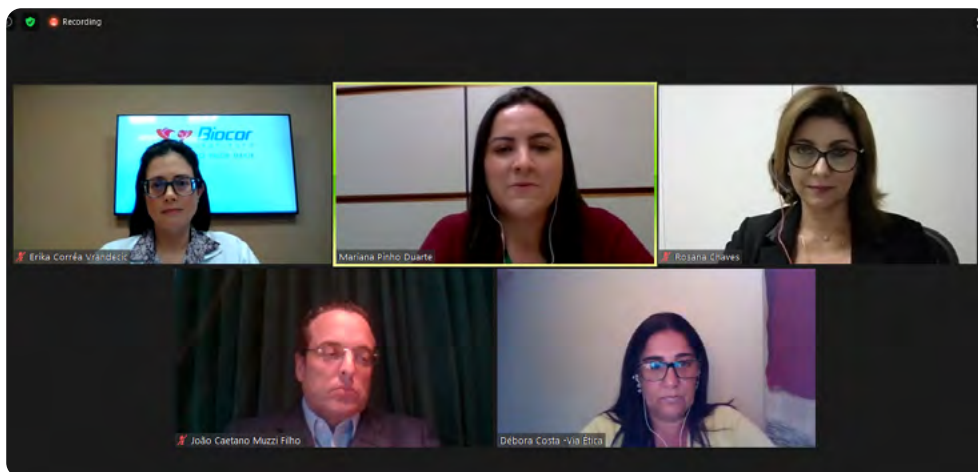 Recording
Biocor
Erika Corrêa Vrandecic
Mariana Pinho Duarte
Rosana Chaves
João Caetano Muzzi Filho
Débora Costa -Via Ética